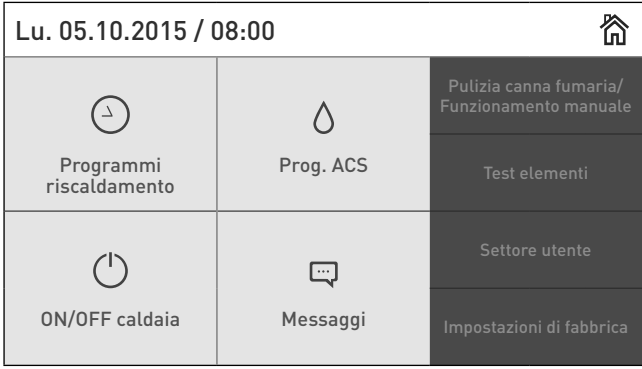 Lu. 05.10.2015 / 08:00
Programmi
riscaldamento
Prog. ACS
Pulizia canna fumaria/
Funzionamento manuale
Test elementi
ON/OFF caldaia
Messaggi
Settore utente
Impostazioni di fabbrica